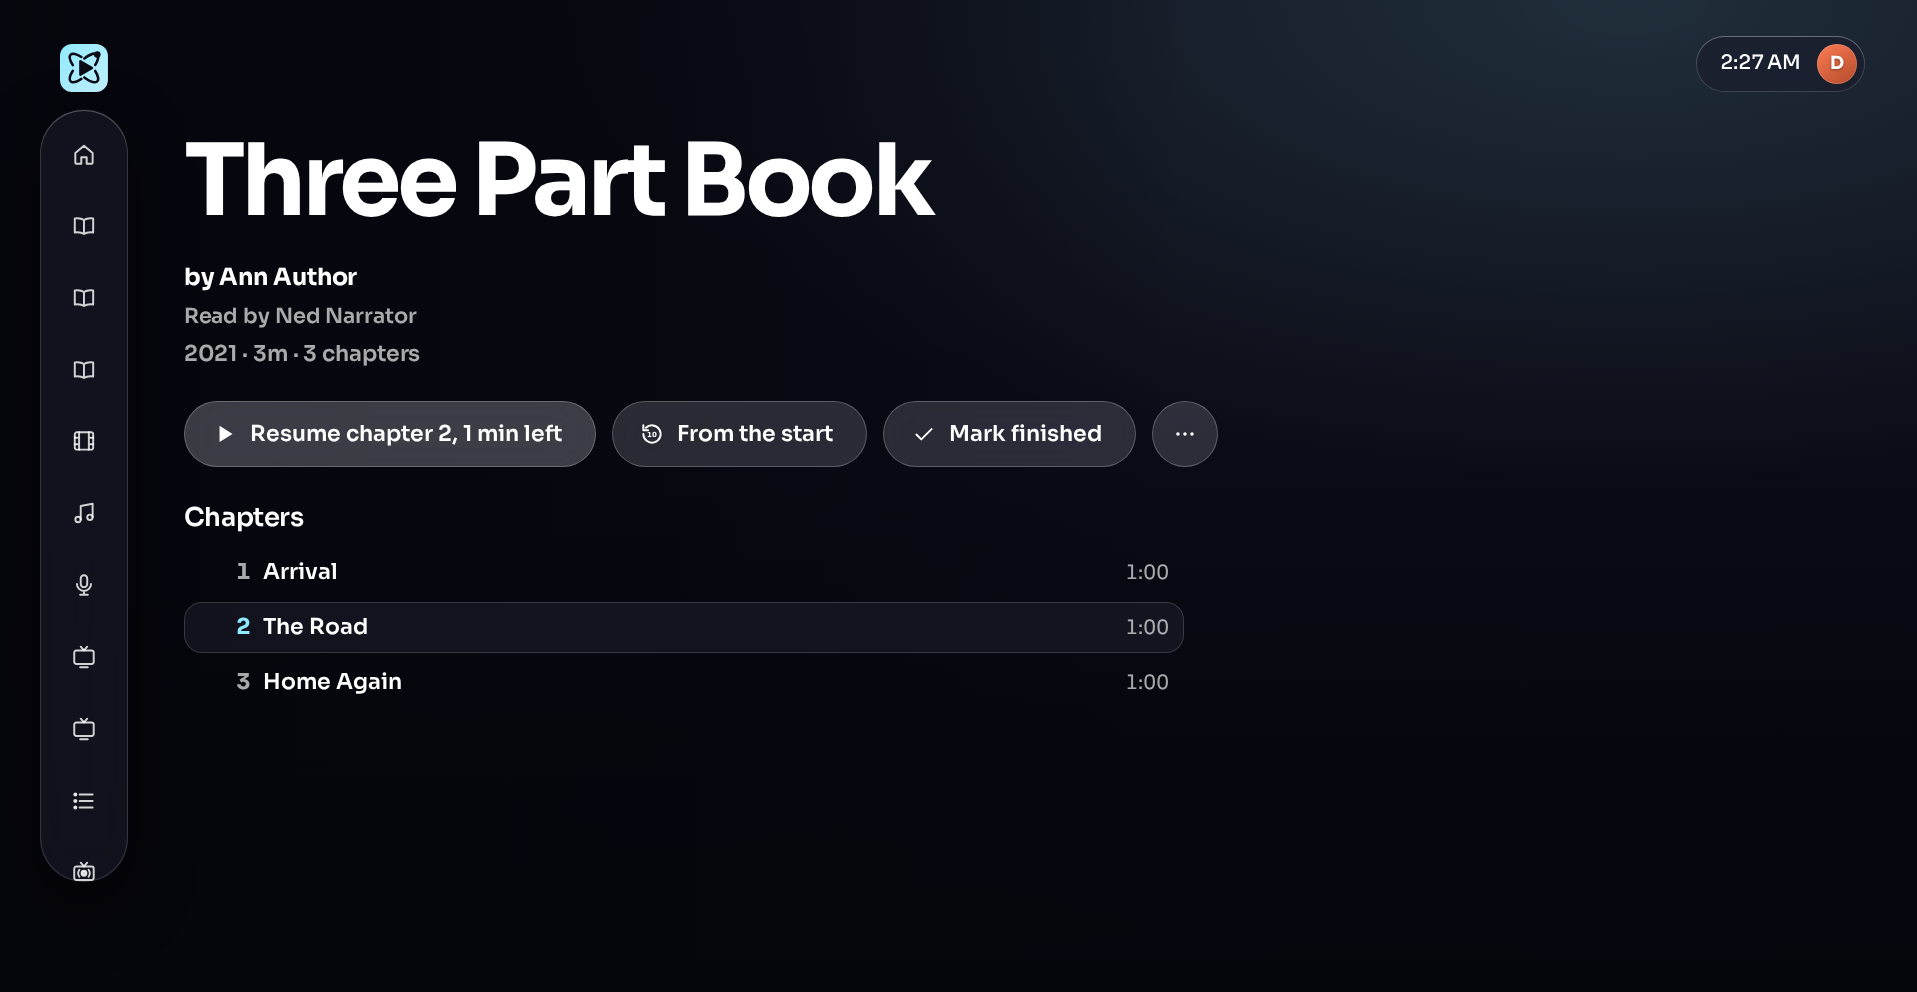 2:27 AM
D
Three Part Book
by Ann Author
Read by Ned Narrator
2021 · 3m · 3 chapters
Resume chapter 2, 1 min left
10
From the start
Mark finished
Chapters
1 Arrival 1:00
2 The Road 1:00
3 Home Again 1:00